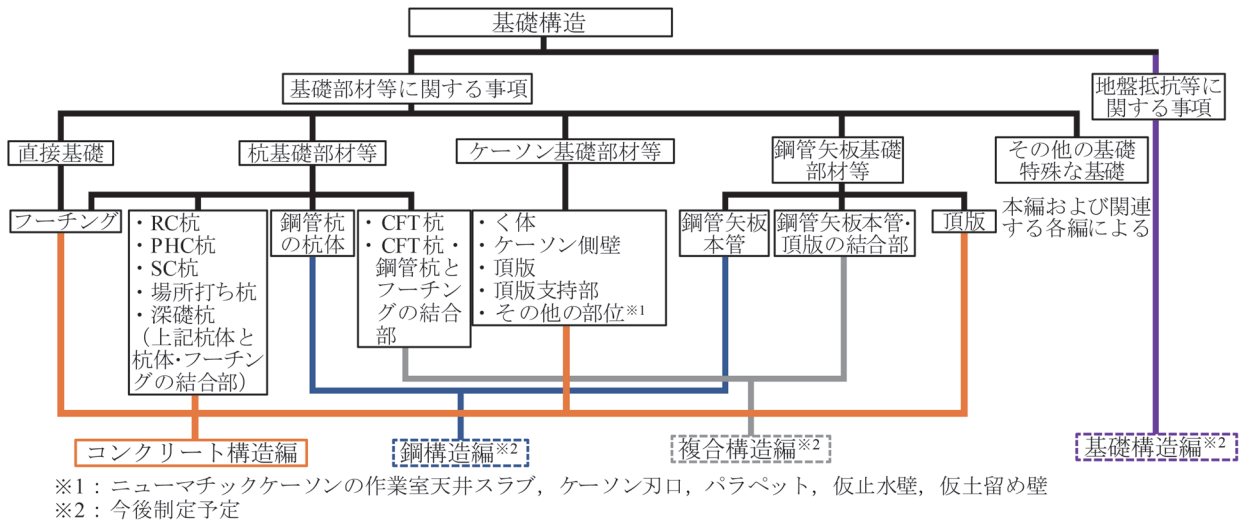 基礎構造
基礎部材等に関する事項
地盤抵抗等に
関する事項
直接基礎
杭基礎部材等
ケーソン基礎部材等
鋼管矢板基礎
部材等
その他の基礎
特殊な基礎
本編および関連
する各編による
フーチング
・RC杭
・PHC杭
・SC杭
・場所打ち杭
・深礎杭
（上記杭体と
杭体・フーチン
グの結合部）
鋼管杭
の杭体
・CFT杭
・CFT杭・
鋼管杭と
フーチン
グの結合
部
・く体
・ケーソン側壁
・頂版
・頂版支持部
・その他の部位※1
鋼管矢板
本管
鋼管矢板本管・
頂版の結合部
頂版
コンクリート構造編
鋼構造編※2
複合構造編※2
基礎構造編※2
※1：ニューマチックケーソンの作業室天井スラブ，ケーソン刃口，パラペット，仮止水壁，仮土留め壁
※2：今後制定予定